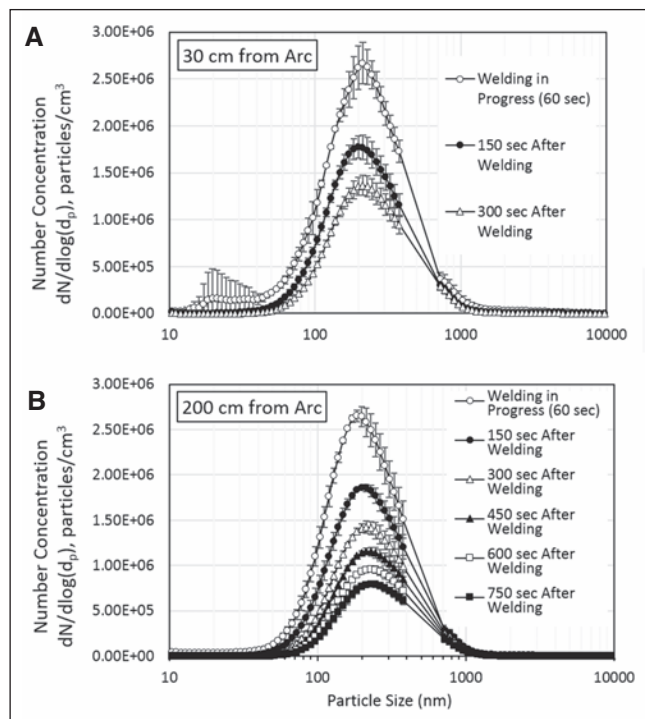 A
30 cm from Arc
3.00E+06
2.50E+06
2.00E+06
1.50E+06
1.00E+06
5.00E+05
0.00E+00
Number Concentration
dN/dlog(dp), particles/cm³
10
100
1000
10000
Welding in
Progress (60 sec)
150 sec After
Welding
300 sec After
Welding
B
200 cm from Arc
3.00E+06
2.50E+06
2.00E+06
1.50E+06
1.00E+06
5.00E+05
0.00E+00
Number Concentration
dN/dlog(dp), particles/cm³
10
100
1000
10000
Particle Size (nm)
Welding in
Progress (60 sec)
150 sec After
Welding
300 sec After
Welding
450 sec After
Welding
600 sec After
Welding
750 sec After
Welding